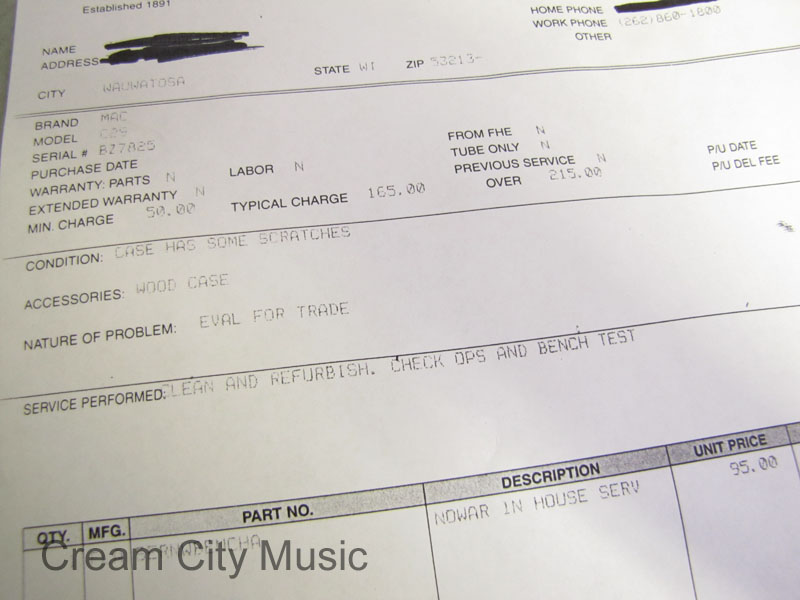 Established 1891
HOME PHONE
WORK PHONE (262)860-1800
OTHER
NAME
ADDRESS
CITY WAUWATOSA STATE WI ZIP 53213-
BRAND MAC
MODEL C29
SERIAL # BZ7825
PURCHASE DATE
WARRANTY: PARTS N LABOR N
EXTENDED WARRANTY N
MIN. CHARGE 50.00 TYPICAL CHARGE 165.00
FROM FHE N
TUBE ONLY N
PREVIOUS SERVICE N
OVER 215.00
P/U DATE
P/U DEL FEE
CONDITION: CASE HAS SOME SCRATCHES
ACCESSORIES: WOOD CASE
NATURE OF PROBLEM: EVAL FOR TRADE
SERVICE PERFORMED: CLEAN AND REFURBISH. CHECK OPS AND BENCH TEST
QTY. MFG. PART NO. DESCRIPTION UNIT PRICE
NOWAR IN HOUSE SERV 95.00
Cream City Music